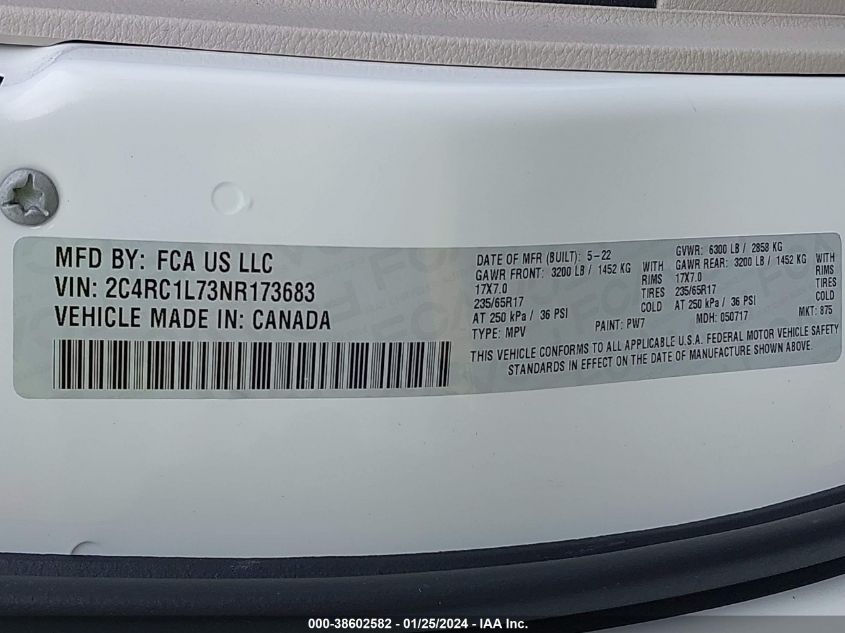 MFD BY: FCA US LLC
VIN: 2C4RC1L73NR173683
VEHICLE MADE IN: CANADA
DATE OF MFR (BUILT): 5-22 GVWR: 6300 LB / 2858 KG
GAWR FRONT: 3200 LB / 1452 KG WITH GAWR REAR: 3200 LB / 1452 KG WITH
17X7.0 RIMS 17X7.0 RIMS
235/65R17 TIRES 235/65R17 TIRES
AT 250 kPa / 36 PSI COLD AT 250 kPa / 36 PSI COLD
TYPE: MPV PAINT: PW7 MDH: 050717 MKT: 875
THIS VEHICLE CONFORMS TO ALL APPLICABLE U.S.A. FEDERAL MOTOR VEHICLE SAFETY
STANDARDS IN EFFECT ON THE DATE OF MANUFACTURE SHOWN ABOVE.
000-38602582 - 01/25/2024 - IAA Inc.